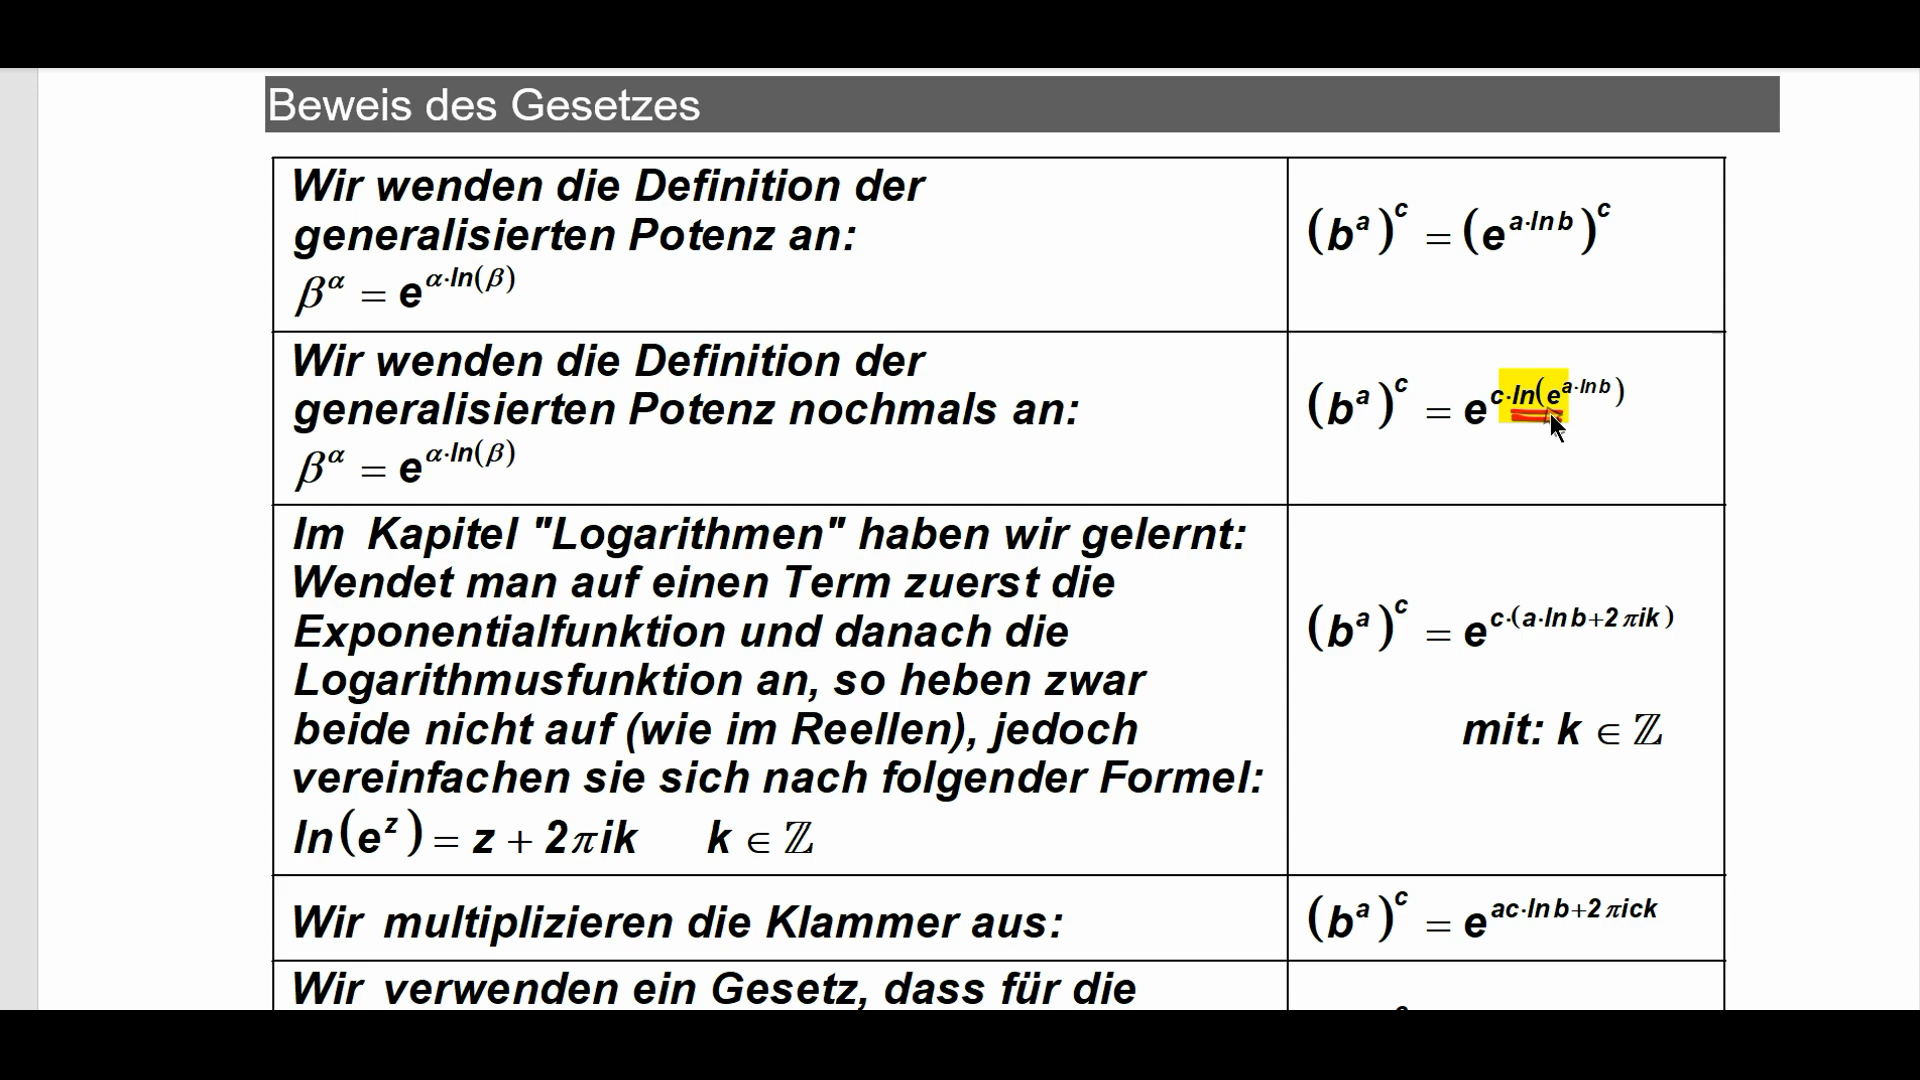 Beweis des Gesetzes
Wir wenden die Definition der
generalisierten Potenz an:
β^α = e^(α·ln(β))
(b^a)^c = (e^(a·ln b))^c
Wir wenden die Definition der
generalisierten Potenz nochmals an:
β^α = e^(α·ln(β))
(b^a)^c = e^(c·ln(e^(a·ln b)))
Im Kapitel "Logarithmen" haben wir gelernt:
Wendet man auf einen Term zuerst die
Exponentialfunktion und danach die
Logarithmusfunktion an, so heben zwar
beide nicht auf (wie im Reellen), jedoch
vereinfachen sie sich nach folgender Formel:
ln(e^z) = z + 2πik k ∈ ℤ
(b^a)^c = e^(c·(a·ln b+2πik))
mit: k ∈ ℤ
Wir multiplizieren die Klammer aus:
(b^a)^c = e^(ac·ln b+2πick)
Wir verwenden ein Gesetz, dass für die